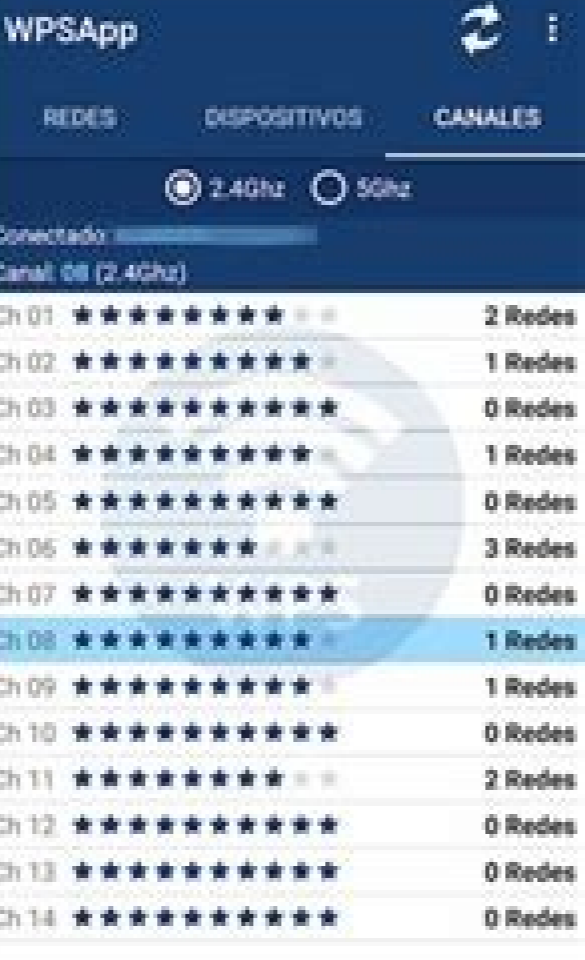 WPSApp
REDES DISPOSITIVOS CANALES
2.4Ghz 5Ghz
Conectado:
Canal: 08 (2.4Ghz)
Ch 01 2 Redes
Ch 02 1 Redes
Ch 03 0 Redes
Ch 04 1 Redes
Ch 05 0 Redes
Ch 06 3 Redes
Ch 07 0 Redes
Ch 08 1 Redes
Ch 09 1 Redes
Ch 10 0 Redes
Ch 11 2 Redes
Ch 12 0 Redes
Ch 13 0 Redes
Ch 14 0 Redes